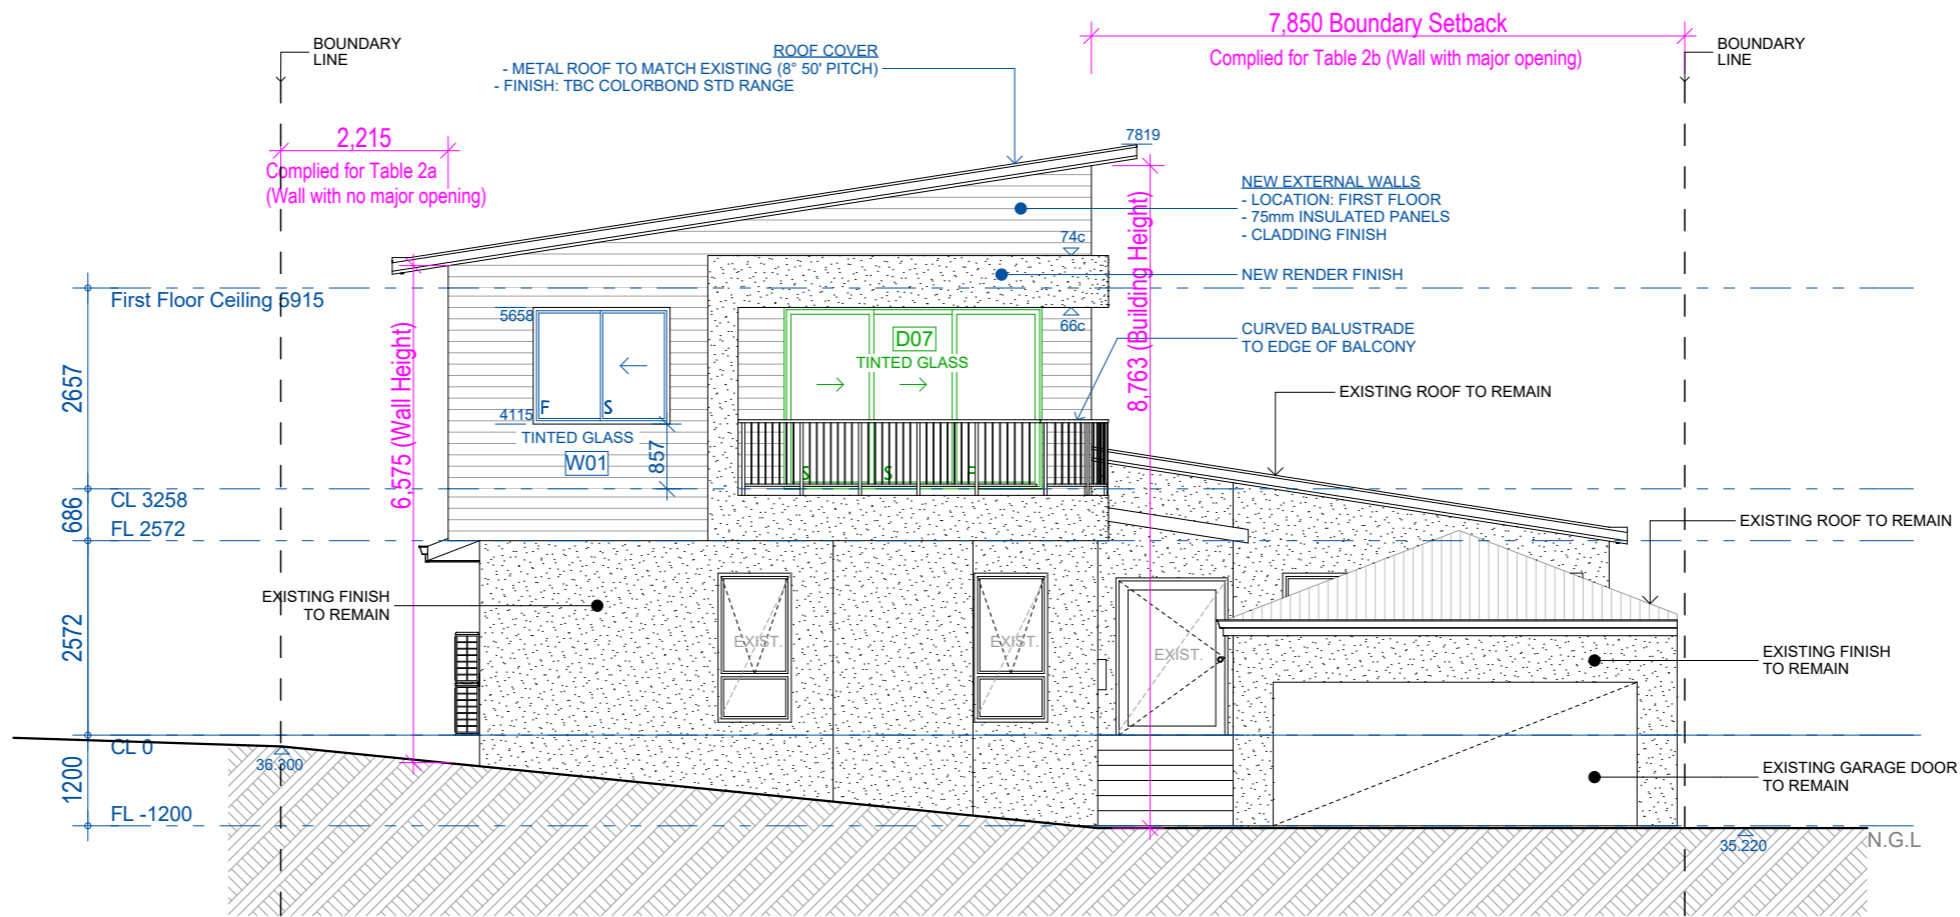 7,850 Boundary Setback
Complied for Table 2b (Wall with major opening)
BOUNDARY
LINE
ROOF COVER
- METAL ROOF TO MATCH EXISTING (8° 50' PITCH)
- FINISH: TBC COLORBOND STD RANGE
BOUNDARY
LINE
2,215
Complied for Table 2a
(Wall with no major opening)
7819
NEW EXTERNAL WALLS
- LOCATION: FIRST FLOOR
- 75mm INSULATED PANELS
- CLADDING FINISH
74c
NEW RENDER FINISH
First Floor Ceiling 5915
5658
66c
D07
TINTED GLASS
CURVED BALUSTRADE
TO EDGE OF BALCONY
2657
6,575 (Wall Height)
8,763 (Building Height)
EXISTING ROOF TO REMAIN
F
S
4115
TINTED GLASS
W01
857
S
S
F
686
CL 3258
FL 2572
EXISTING ROOF TO REMAIN
EXISTING FINISH
TO REMAIN
2572
EXIST.
EXIST.
EXIST.
EXISTING FINISH
TO REMAIN
CL 0
36.300
1200
EXISTING GARAGE DOOR
TO REMAIN
FL -1200
35.220
N.G.L